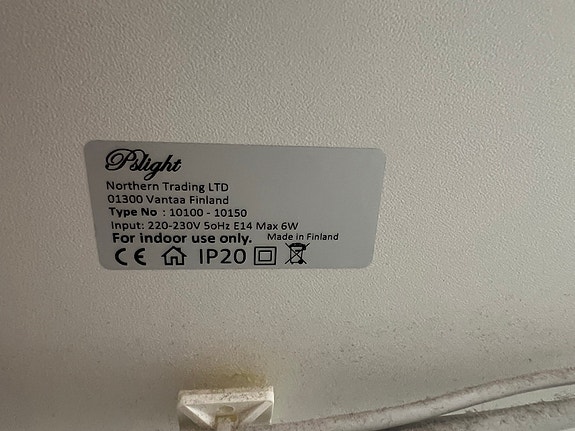 Pslight
Northern Trading LTD
01300 Vantaa Finland
Type No : 10100 - 10150
Input: 220-230V 5oHz E14 Max 6W
For indoor use only. Made in Finland
CE IP20